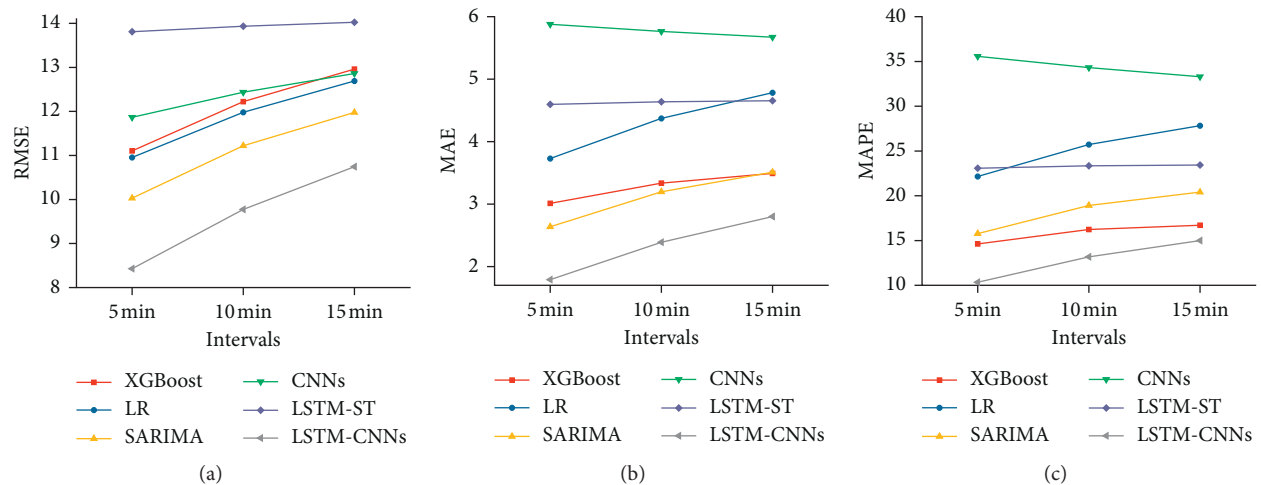 14
13
12
11
10
9
8
RMSE
5 min
10 min
15 min
Intervals
XGBoost
LR
SARIMA
CNNs
LSTM-ST
LSTM-CNNs
(a)
6
5
4
3
2
MAE
5 min
10 min
15 min
Intervals
XGBoost
LR
SARIMA
CNNs
LSTM-ST
LSTM-CNNs
(b)
40
35
30
25
20
15
10
MAPE
5 min
10 min
15 min
Intervals
XGBoost
LR
SARIMA
CNNs
LSTM-ST
LSTM-CNNs
(c)